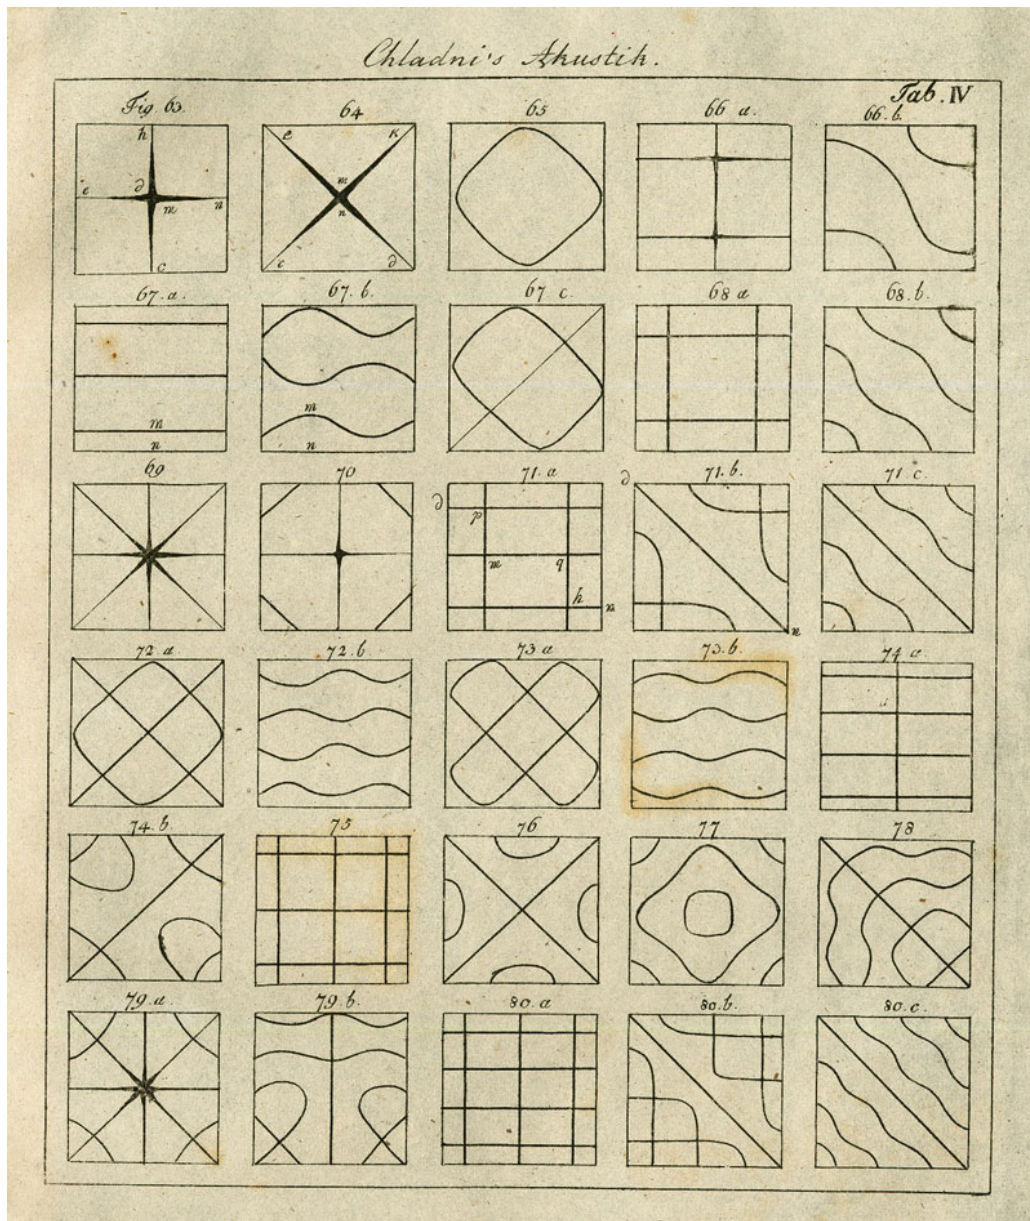 Chladni's Akustik.
Tab. IV
Fig. 63. 64 65 66 a. 66. b.
h e k
e ∂ m n m n
c c ∂
67. a. 67. b. 67 c. 68 a 68. b.
m m
n n
69 70 71. a 71. b. 71 c.
∂ p ∂
m q
h n n
72 a. 72. b. 73 a 73. b. 74 a.
d
74. b. 75 76 77 78
79. a. 79. b. 80. a 80. b. 80. c.